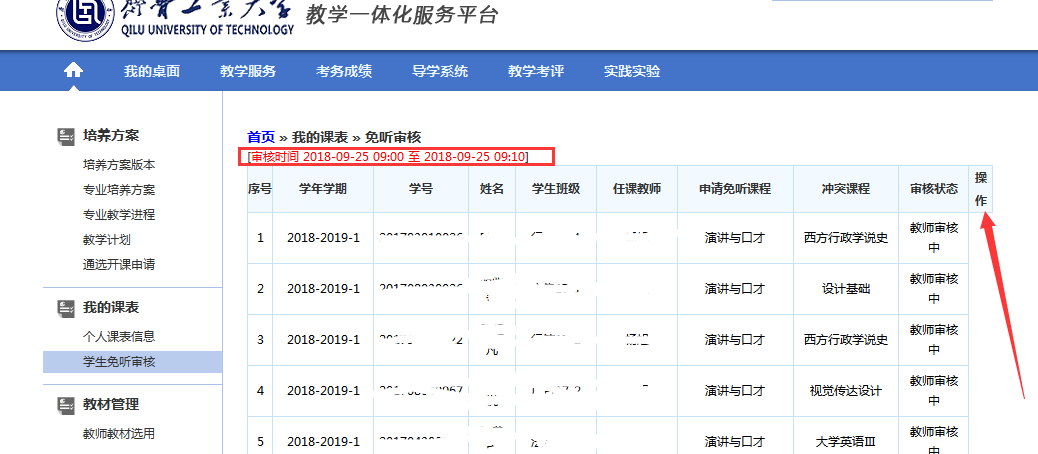 齐鲁工业大学 教学一体化服务平台
QILU UNIVERSITY OF TECHNOLOGY
我的桌面 教学服务 考务成绩 导学系统 教学考评 实践实验
培养方案
培养方案版本
专业培养方案
专业教学进程
教学计划
通选开课申请
我的课表
个人课表信息
学生免听审核
教材管理
教师教材选用
首页 » 我的课表 » 免听审核
[审核时间 2018-09-25 09:00 至 2018-09-25 09:10]
序号 学年学期 学号 姓名 学生班级 任课教师 申请免听课程 冲突课程 审核状态 操作
1 2018-2019-1 演讲与口才 西方行政学说史 教师审核中
2 2018-2019-1 演讲与口才 设计基础 教师审核中
3 2018-2019-1 演讲与口才 西方行政学说史 教师审核中
4 2018-2019-1 演讲与口才 视觉传达设计 教师审核中
5 2018-2019-1 演讲与口才 大学英语Ⅲ 教师审核中